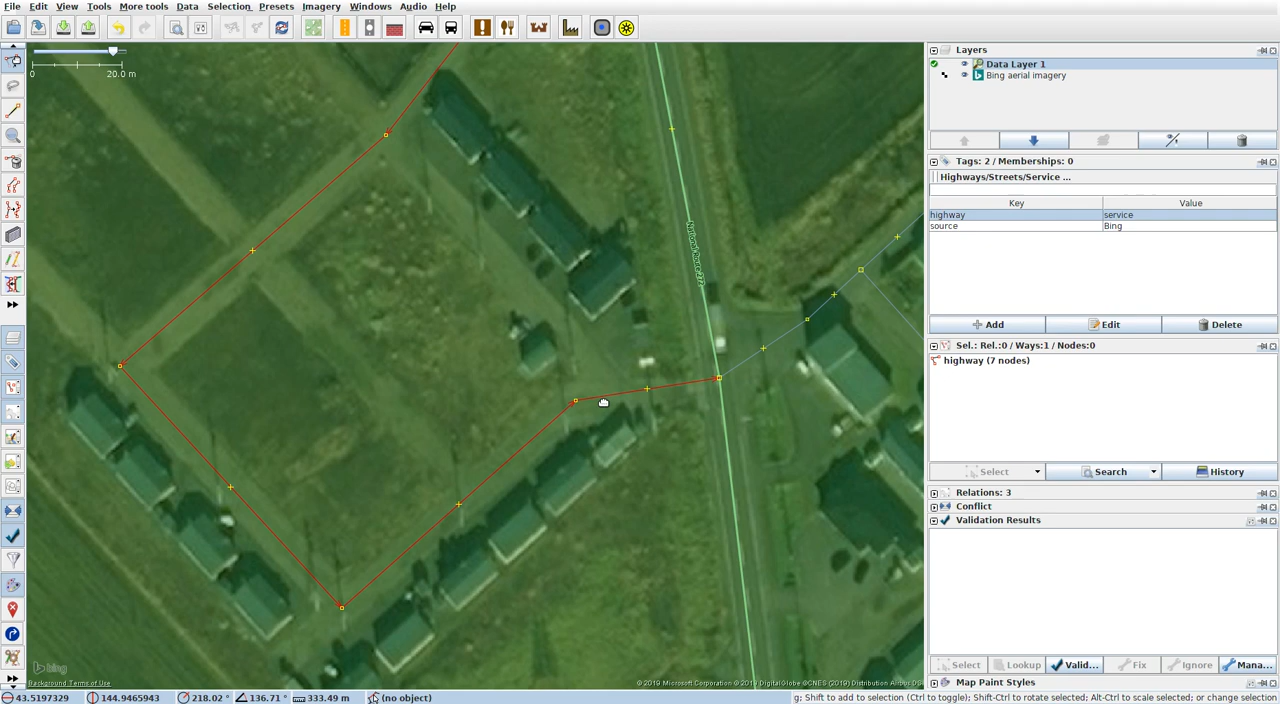 File Edit View Tools More tools Data Selection Presets Imagery Windows Audio Help
0 20.0 m
National Route 272
bing
Background Terms of Use
© 2019 Microsoft Corporation © 2019 DigitalGlobe ©CNES (2019) Distribution Airbus DS
Layers
Data Layer 1
Bing aerial imagery
Tags: 2 / Memberships: 0
Highways/Streets/Service ...
Key Value
highway service
source Bing
Add Edit Delete
Sel.: Rel.:0 / Ways:1 / Nodes:0
highway (7 nodes)
Select Search History
Relations: 3
Conflict
Validation Results
Select Lookup Valid... Fix Ignore Mana...
Map Paint Styles
43.5197329 144.9465943 218.02 ° 136.71 ° 333.49 m (no object) g; Shift to add to selection (Ctrl to toggle); Shift-Ctrl to rotate selected; Alt-Ctrl to scale selected; or change selection